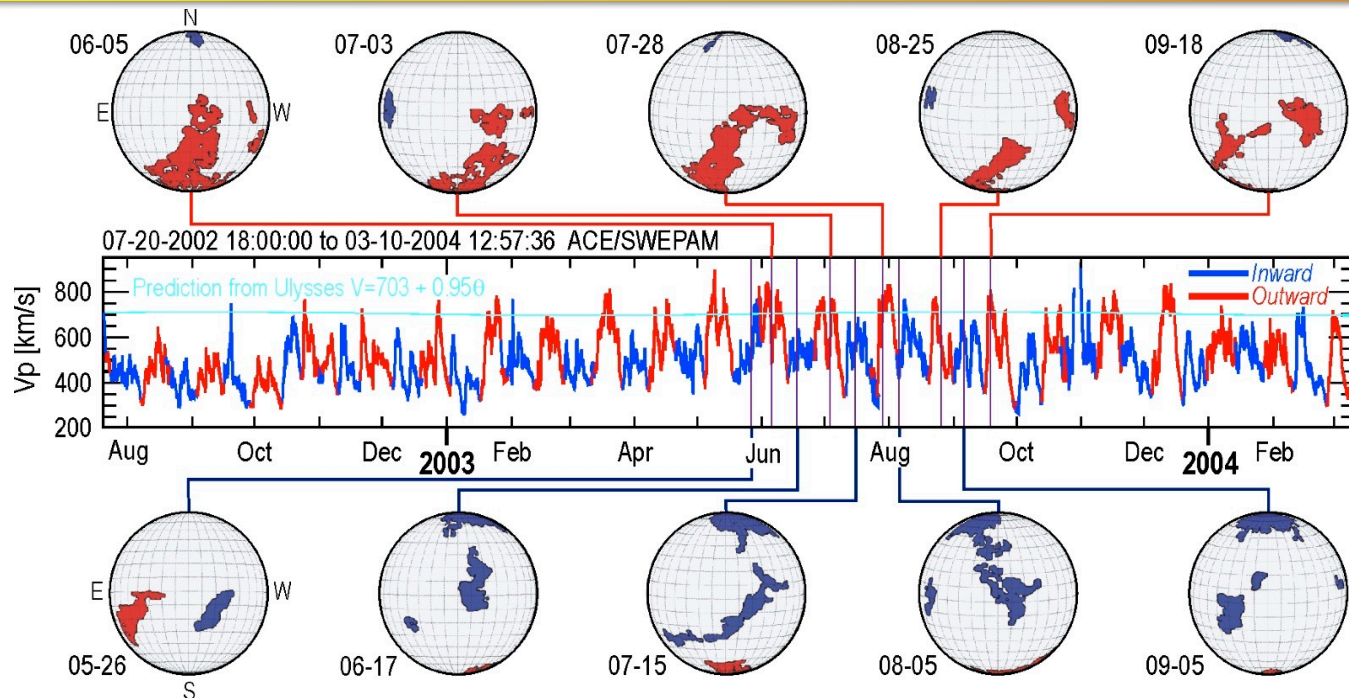 N
06-05
07-03
07-28
08-25
09-18
E
W
07-20-2002 18:00:00 to 03-10-2004 12:57:36 ACE/SWEPAM
Prediction from Ulysses V=703 + 0.95θ
Inward
Outward
Vp [km/s]
800
600
400
200
Aug
Oct
Dec
2003
Feb
Apr
Jun
Aug
Oct
Dec
2004
Feb
E
W
05-26
S
06-17
07-15
08-05
09-05